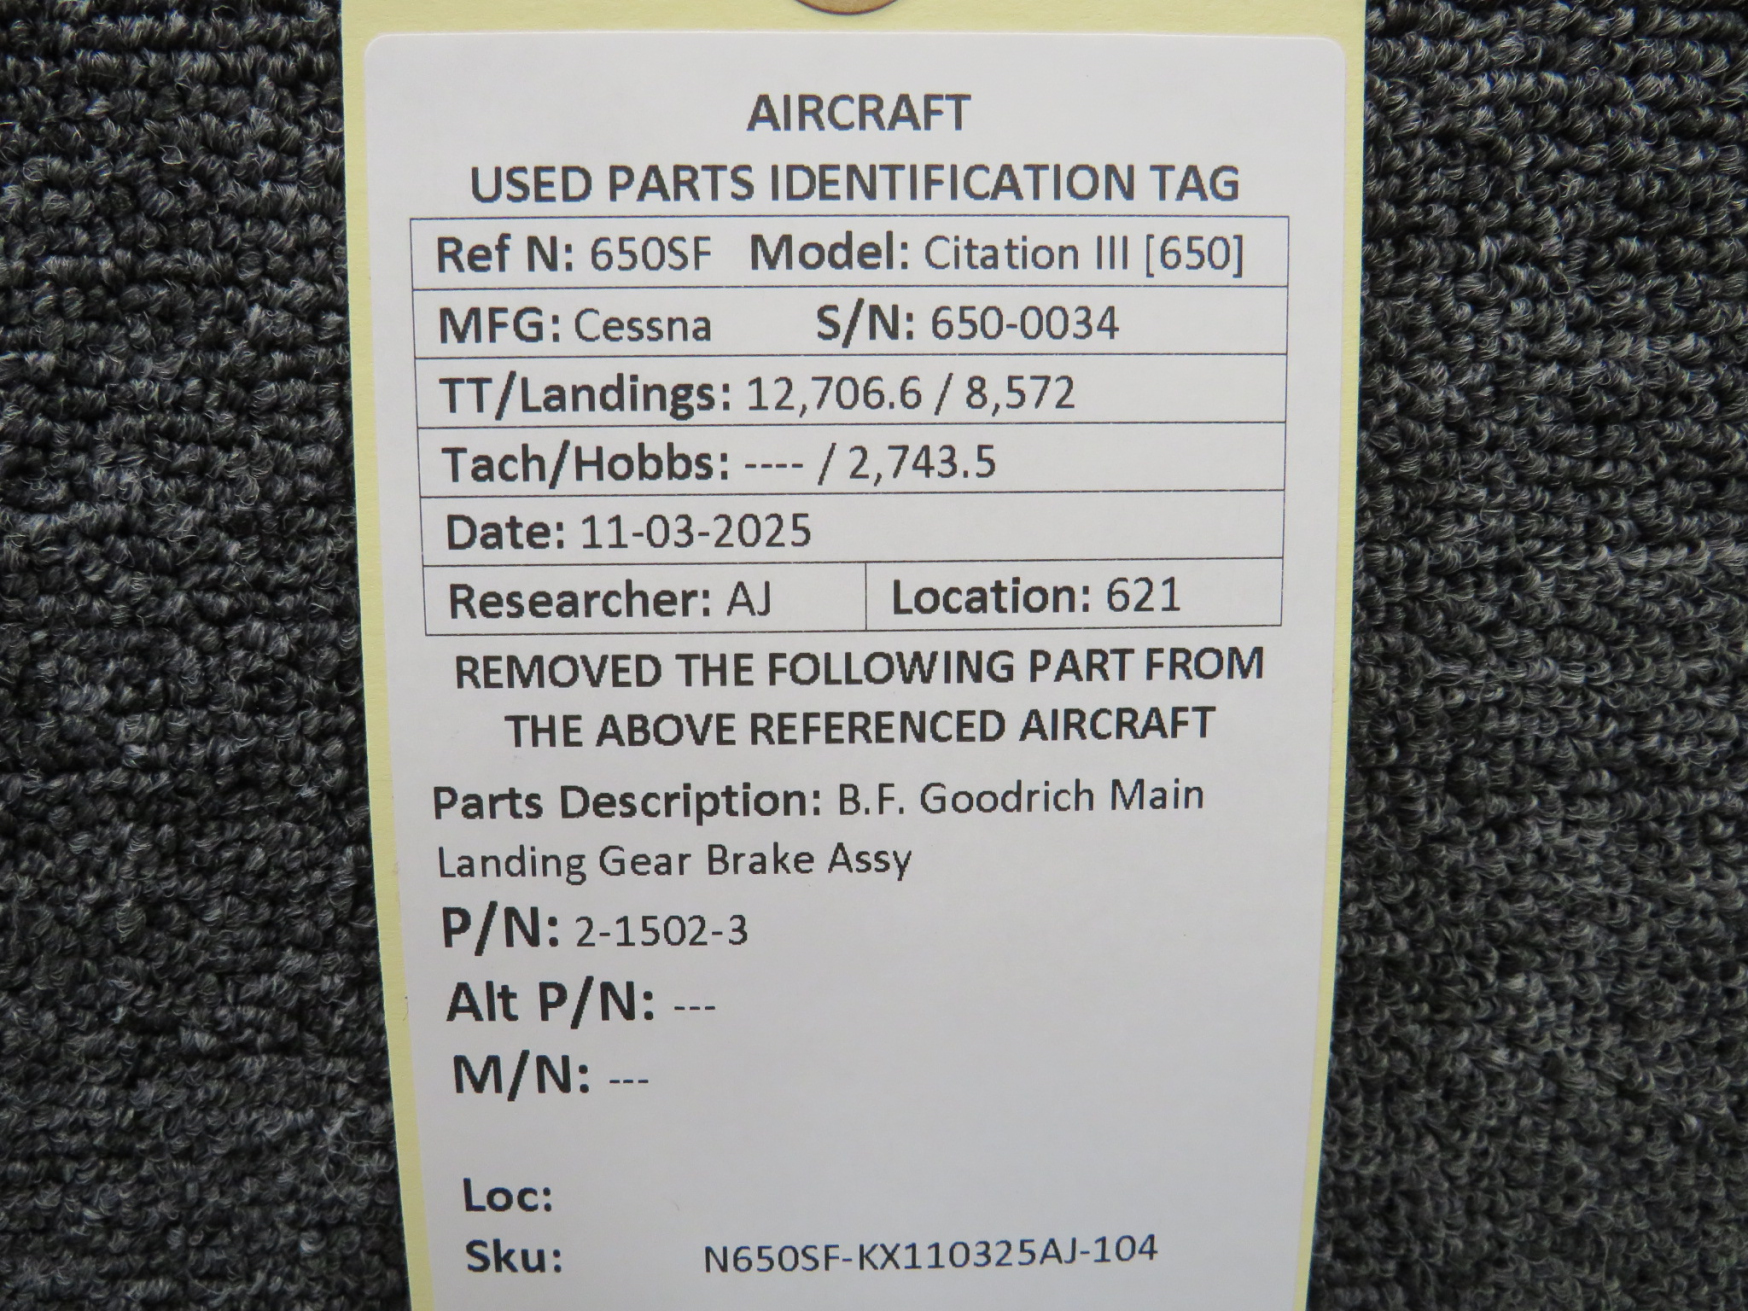 AIRCRAFT
USED PARTS IDENTIFICATION TAG
Ref N: 650SF Model: Citation III [650]
MFG: Cessna S/N: 650-0034
TT/Landings: 12,706.6 / 8,572
Tach/Hobbs: ---- / 2,743.5
Date: 11-03-2025
Researcher: AJ Location: 621
REMOVED THE FOLLOWING PART FROM
THE ABOVE REFERENCED AIRCRAFT
Parts Description: B.F. Goodrich Main
Landing Gear Brake Assy
P/N: 2-1502-3
Alt P/N: ---
M/N: ---
Loc:
Sku: N650SF-KX110325AJ-104